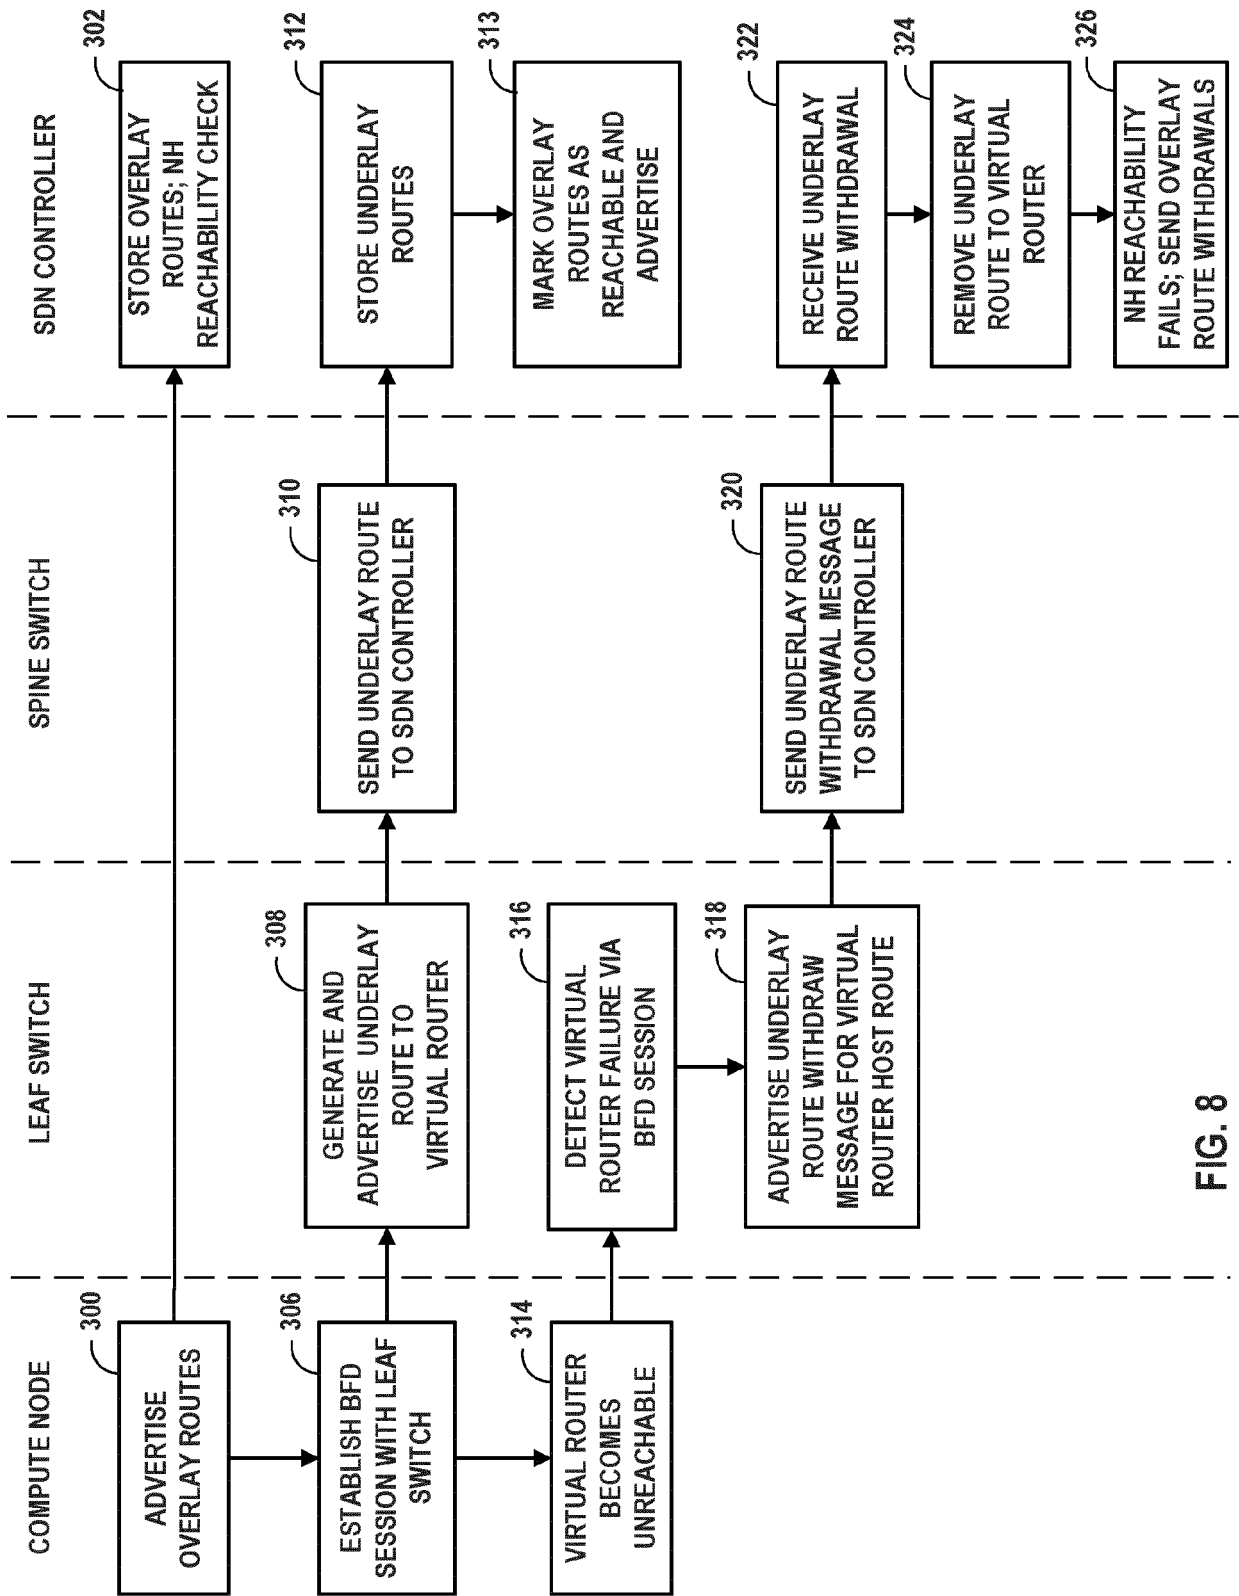 COMPUTE NODE
LEAF SWITCH
SPINE SWITCH
SDN CONTROLLER
300
ADVERTISE
OVERLAY ROUTES
302
STORE OVERLAY
ROUTES; NH
REACHABILITY CHECK
306
ESTABLISH BFD
SESSION WITH LEAF
SWITCH
308
GENERATE AND
ADVERTISE UNDERLAY
ROUTE TO
VIRTUAL ROUTER
310
SEND UNDERLAY ROUTE
TO SDN CONTROLLER
312
STORE UNDERLAY
ROUTES
313
MARK OVERLAY
ROUTES AS
REACHABLE AND
ADVERTISE
314
VIRTUAL ROUTER
BECOMES
UNREACHABLE
316
DETECT VIRTUAL
ROUTER FAILURE VIA
BFD SESSION
318
ADVERTISE UNDERLAY
ROUTE WITHDRAW
MESSAGE FOR VIRTUAL
ROUTER HOST ROUTE
320
SEND UNDERLAY ROUTE
WITHDRAWAL MESSAGE
TO SDN CONTROLLER
322
RECEIVE UNDERLAY
ROUTE WITHDRAWAL
324
REMOVE UNDERLAY
ROUTE TO VIRTUAL
ROUTER
326
NH REACHABILITY
FAILS; SEND OVERLAY
ROUTE WITHDRAWALS
FIG. 8